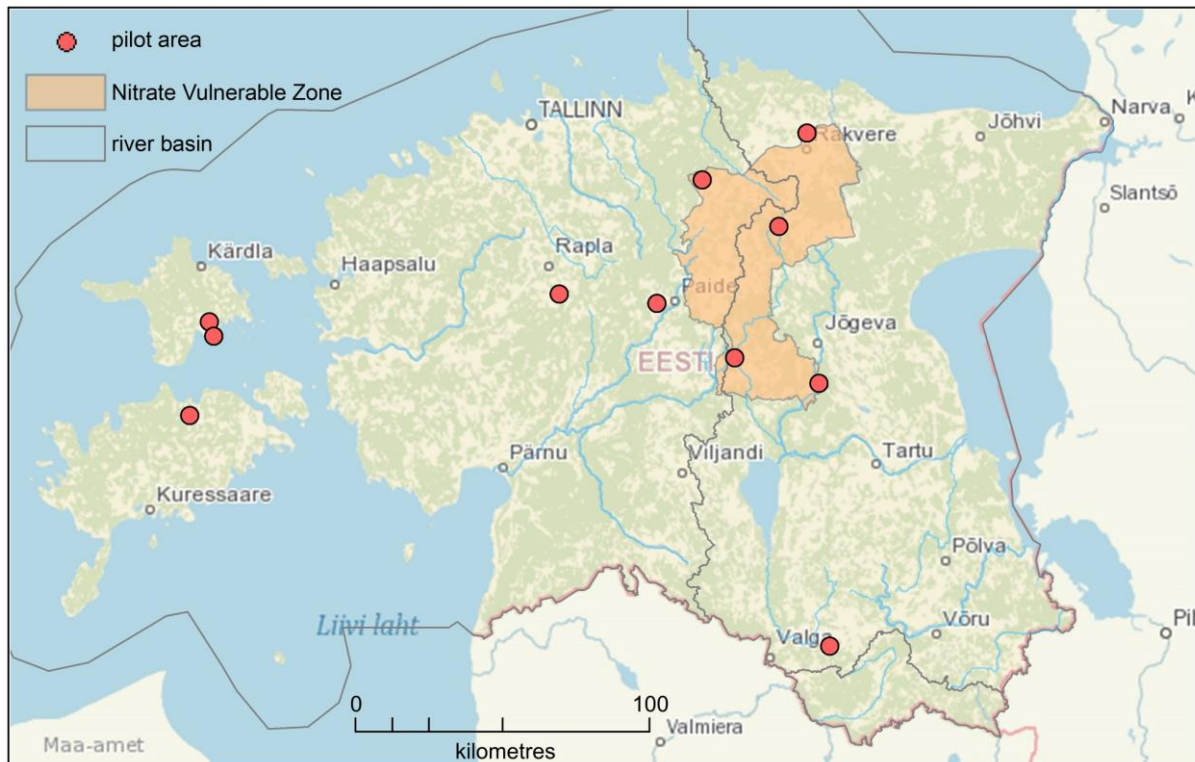 pilot area
Nitrate Vulnerable Zone
river basin
TALLINN
Rakvere
Jõhvi
Narva
K
Slantsõ
Kärdla
Haapsalu
Rapla
Paide
Jõgeva
EESTI
Kuressaare
Pärnu
Viljandi
Tartu
Põlva
Võru
Valga
Pil
Liivi laht
0
100
kilometres
Valmiera
Maa-amet